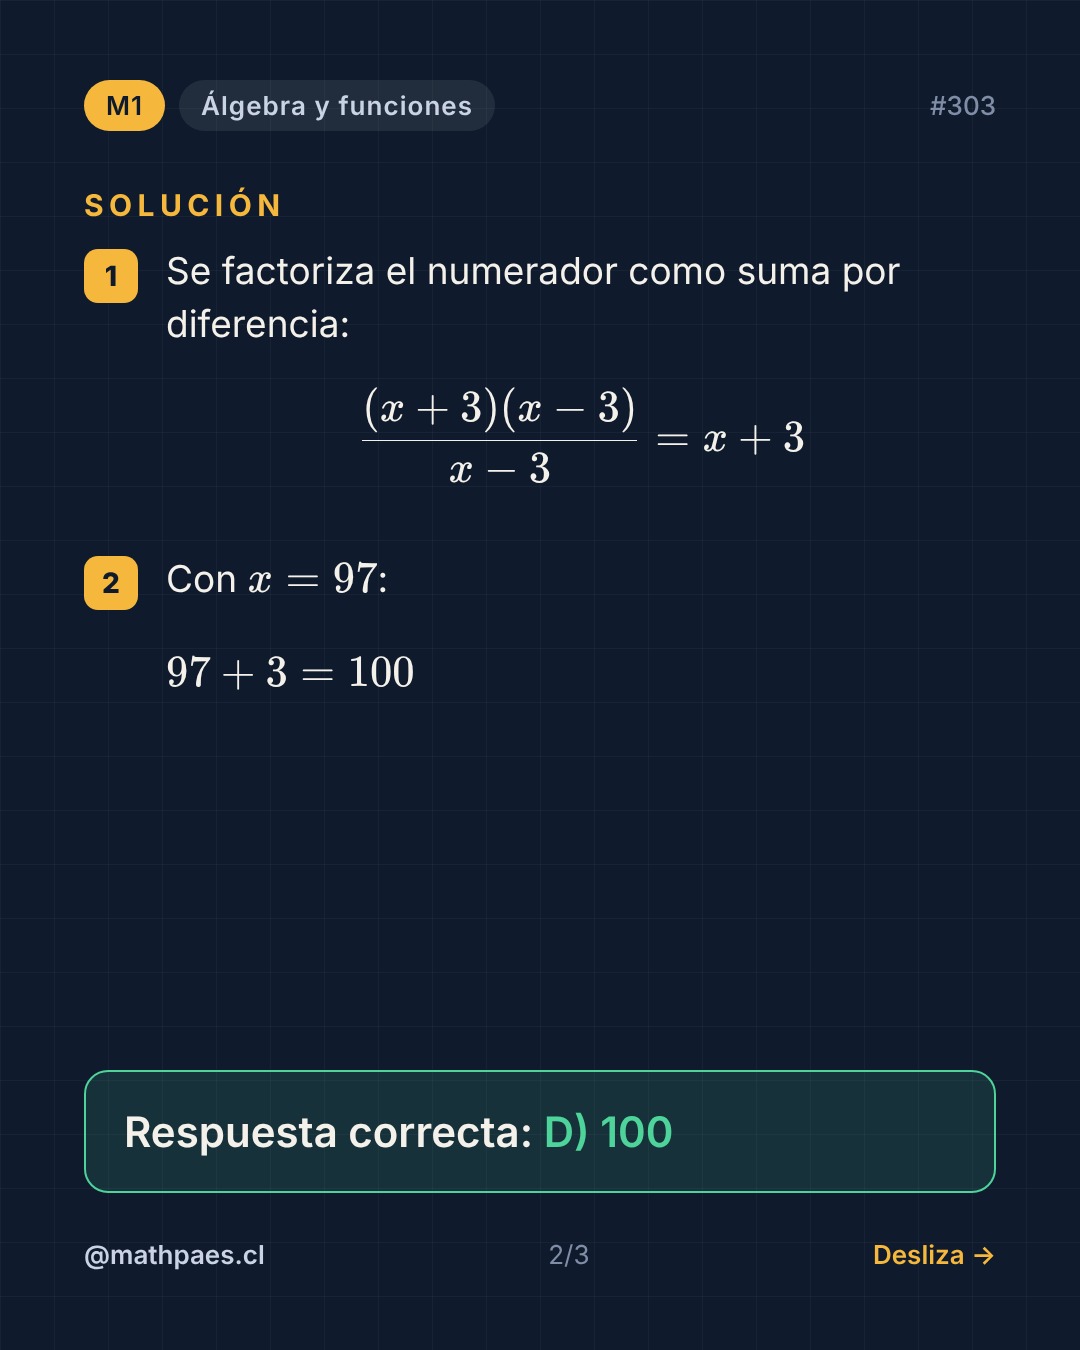 M1 Álgebra y funciones #303
SOLUCIÓN
1 Se factoriza el numerador como suma por
diferencia:
\frac{(x + 3)(x − 3)}{x − 3} = x + 3
2 Con x = 97:
97 + 3 = 100
Respuesta correcta: D) 100
@mathpaes.cl 2/3 Desliza →